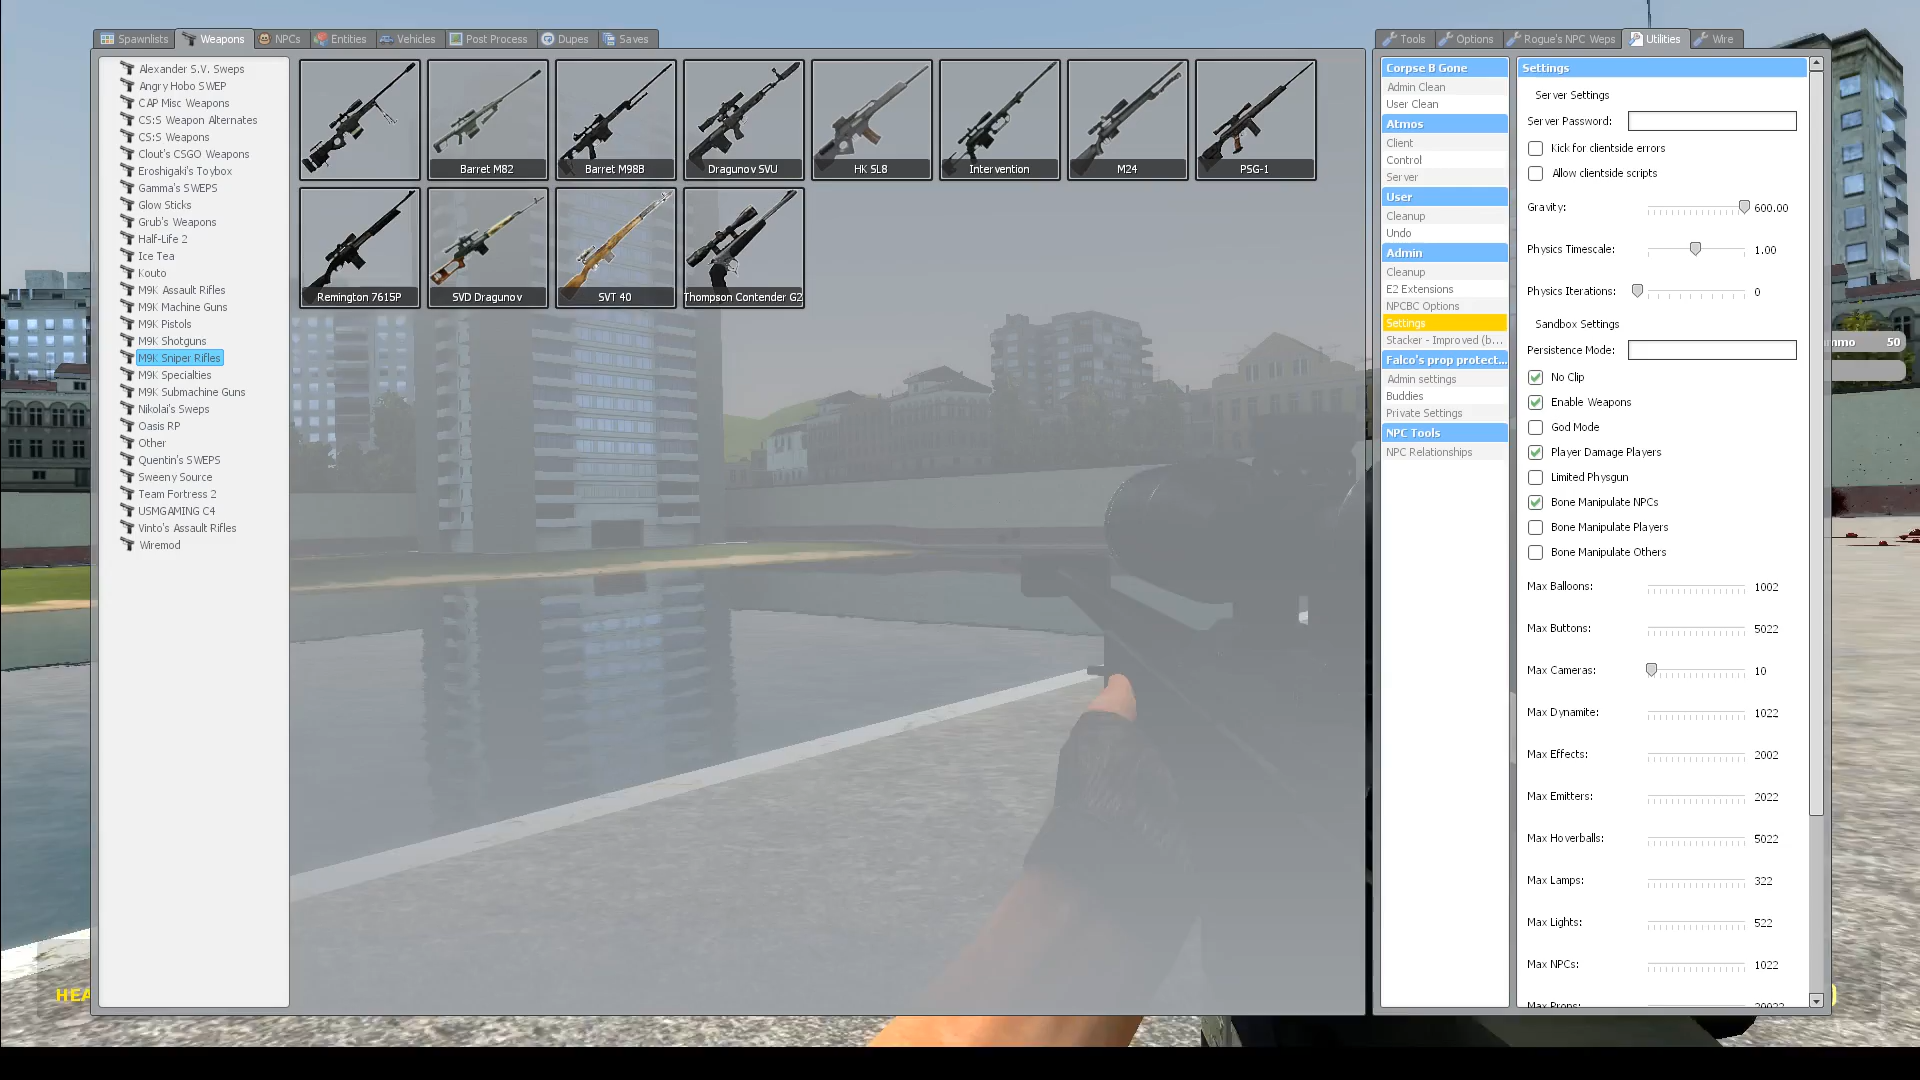 Spawnlists Weapons NPCs Entities Vehicles Post Process Dupes Saves
Alexander S.V. Sweps
Angry Hobo SWEP
CAP Misc Weapons
CS:S Weapon Alternates
CS:S Weapons
Clout's CSGO Weapons
Eroshigaki's Toybox
Gamma's SWEPS
Glow Sticks
Grub's Weapons
Half-Life 2
Ice Tea
Kouto
M9K Assault Rifles
M9K Machine Guns
M9K Pistols
M9K Shotguns
M9K Sniper Rifles
M9K Specialties
M9K Submachine Guns
Nikolai's Sweps
Oasis RP
Other
Quentin's SWEPS
Sweeny Source
Team Fortress 2
USMGAMING C4
Vinto's Assault Rifles
Wiremod
Barret M82 Barret M98B Dragunov SVU HK SL8 Intervention M24 PSG-1
Remington 7615P SVD Dragunov SVT 40 Thompson Contender G2
Tools Options Rogue's NPC Weps Utilities Wire
Corpse B Gone
Admin Clean
User Clean
Atmos
Client
Control
Server
User
Cleanup
Undo
Admin
Cleanup
E2 Extensions
NPCBC Options
Settings
Stacker - Improved (b...
Falco's prop protect...
Admin settings
Buddies
Private Settings
NPC Tools
NPC Relationships
Settings
Server Settings
Server Password:
Kick for clientside errors
Allow clientside scripts
Gravity: 600.00
Physics Timescale: 1.00
Physics Iterations: 0
Sandbox Settings
Persistence Mode:
No Clip
Enable Weapons
God Mode
Player Damage Players
Limited Physgun
Bone Manipulate NPCs
Bone Manipulate Players
Bone Manipulate Others
Max Balloons: 1002
Max Buttons: 5022
Max Cameras: 10
Max Dynamite: 1022
Max Effects: 2002
Max Emitters: 2022
Max Hoverballs: 5022
Max Lamps: 322
Max Lights: 522
Max NPCs: 1022
Max Props:
50
HEA